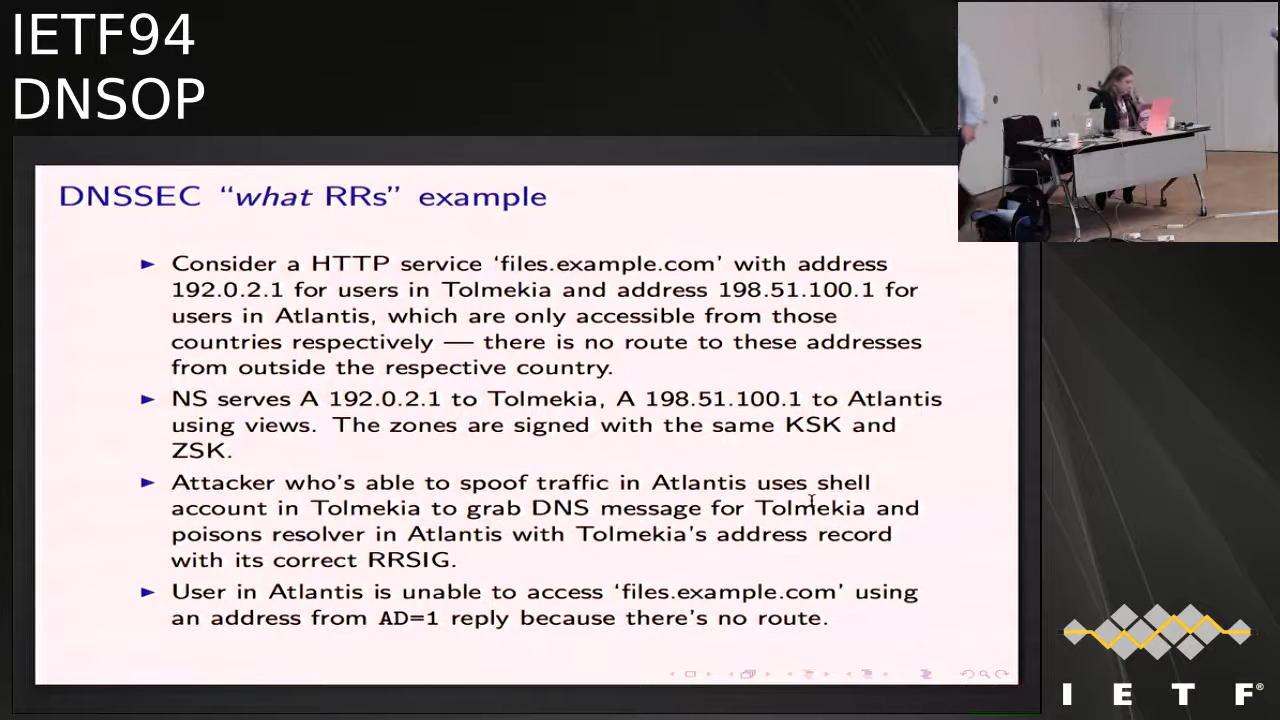 IETF94
DNSOP
DNSSEC “what RRs” example
► Consider a HTTP service ‘files.example.com’ with address
192.0.2.1 for users in Tolmekia and address 198.51.100.1 for
users in Atlantis, which are only accessible from those
countries respectively — there is no route to these addresses
from outside the respective country.
► NS serves A 192.0.2.1 to Tolmekia, A 198.51.100.1 to Atlantis
using views. The zones are signed with the same KSK and
ZSK.
► Attacker who’s able to spoof traffic in Atlantis uses shell
account in Tolmekia to grab DNS message for Tolmekia and
poisons resolver in Atlantis with Tolmekia’s address record
with its correct RRSIG.
► User in Atlantis is unable to access ‘files.example.com’ using
an address from AD=1 reply because there’s no route.
I E T F®